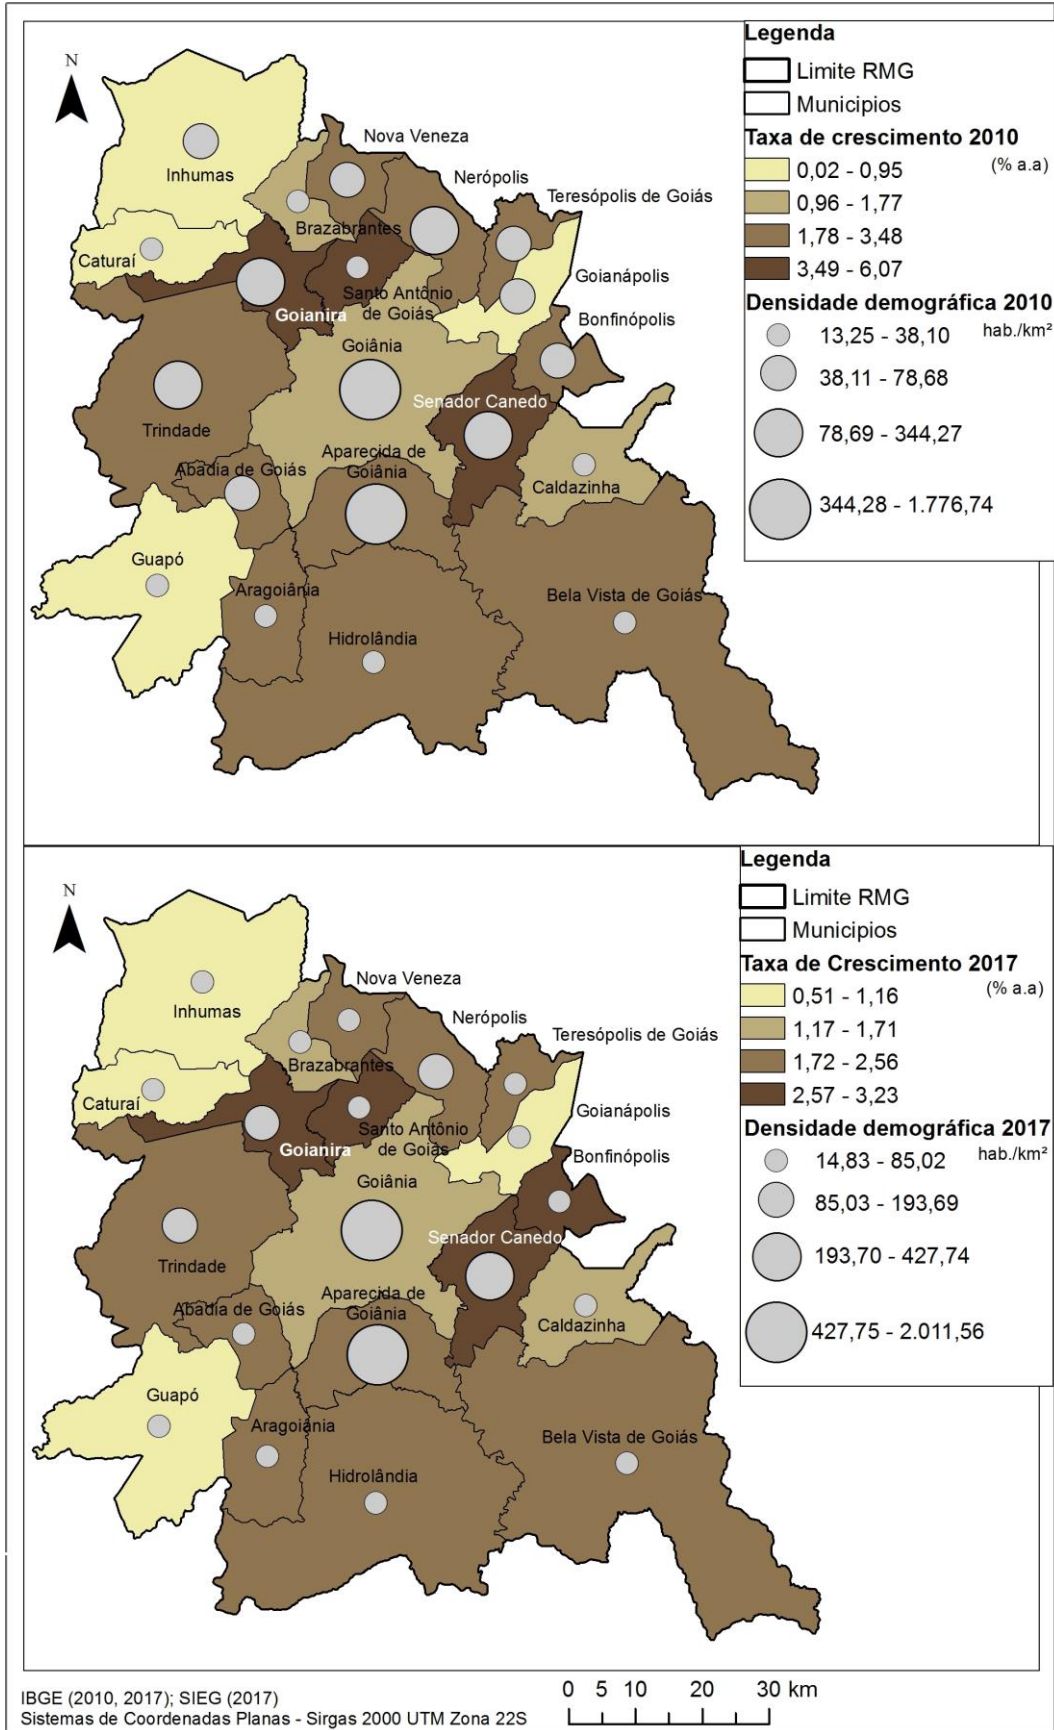 Legenda
Limite RMG
Municipios
Taxa de crescimento 2010
(% a.a)
0,02 - 0,95
0,96 - 1,77
1,78 - 3,48
3,49 - 6,07
Densidade demográfica 2010
hab./km²
13,25 - 38,10
38,11 - 78,68
78,69 - 344,27
344,28 - 1.776,74
N
Nova Veneza
Inhumas
Nerópolis
Teresópolis de Goiás
Brazabrantes
Caturaí
Goianápolis
Santo Antônio
de Goiás
Goianira
Bonfinópolis
Goiânia
Senador Canedo
Trindade
Aparecida de
Goiânia
Abadia de Goiás
Caldazinha
Guapó
Aragoiânia
Bela Vista de Goiás
Hidrolândia
Legenda
Limite RMG
Municipios
Taxa de Crescimento 2017
(% a.a)
0,51 - 1,16
1,17 - 1,71
1,72 - 2,56
2,57 - 3,23
Densidade demográfica 2017
hab./km²
14,83 - 85,02
85,03 - 193,69
193,70 - 427,74
427,75 - 2.011,56
N
Nova Veneza
Inhumas
Nerópolis
Teresópolis de Goiás
Brazabrantes
Caturaí
Goianápolis
Santo Antônio
de Goiás
Goianira
Bonfinópolis
Goiânia
Senador Canedo
Trindade
Aparecida de
Goiânia
Abadia de Goiás
Caldazinha
Guapó
Aragoiânia
Bela Vista de Goiás
Hidrolândia
IBGE (2010, 2017); SIEG (2017)
Sistemas de Coordenadas Planas - Sirgas 2000 UTM Zona 22S
0 5 10 20 30 km